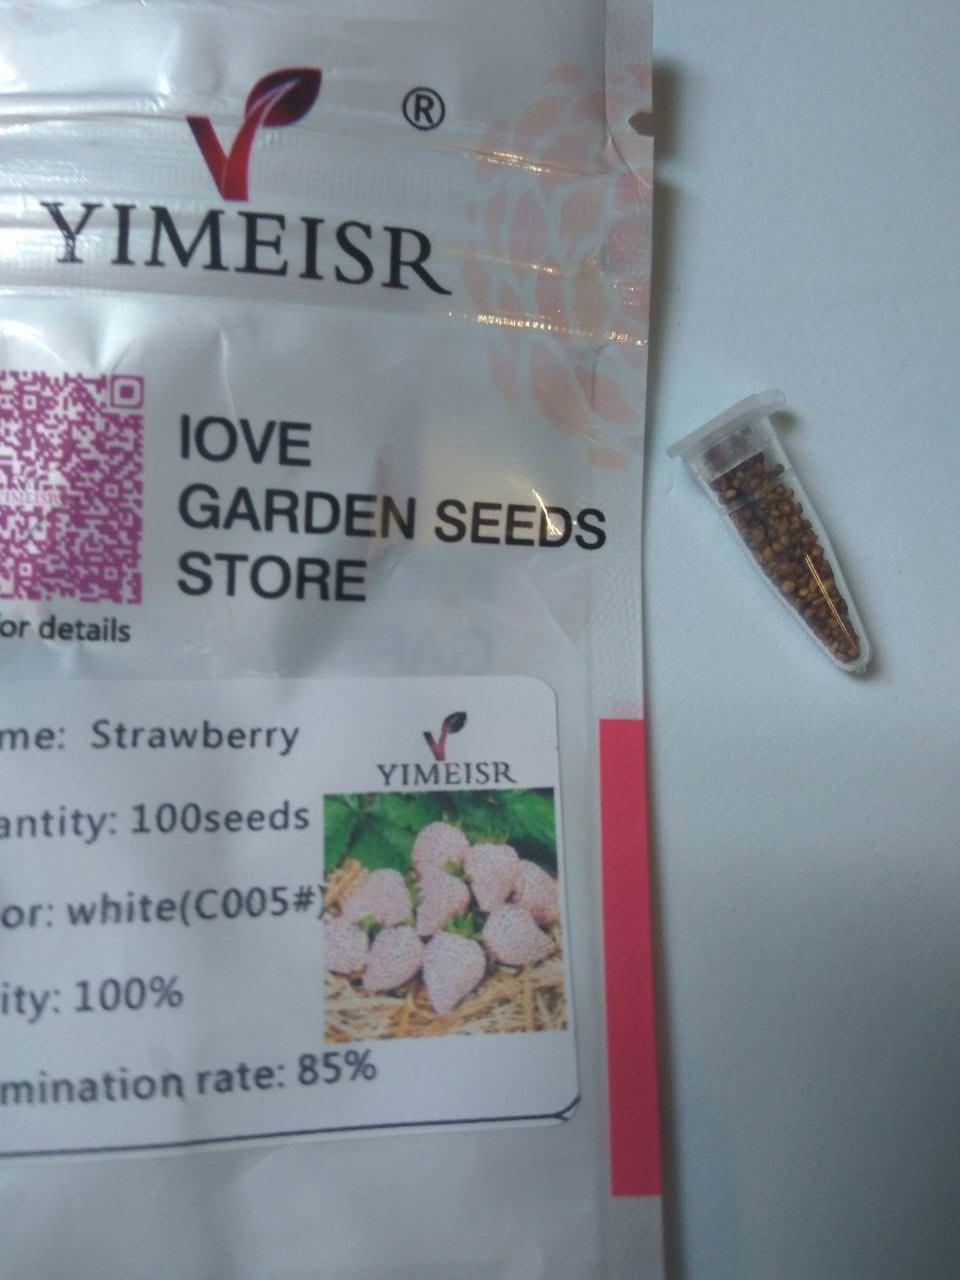 ®
YIMEISR
IOVE
GARDEN SEEDS
STORE
YIMEISR
or details
YIMEISR
me: Strawberry
antity: 100seeds
or: white(C005#)
ity: 100%
mination rate: 85%